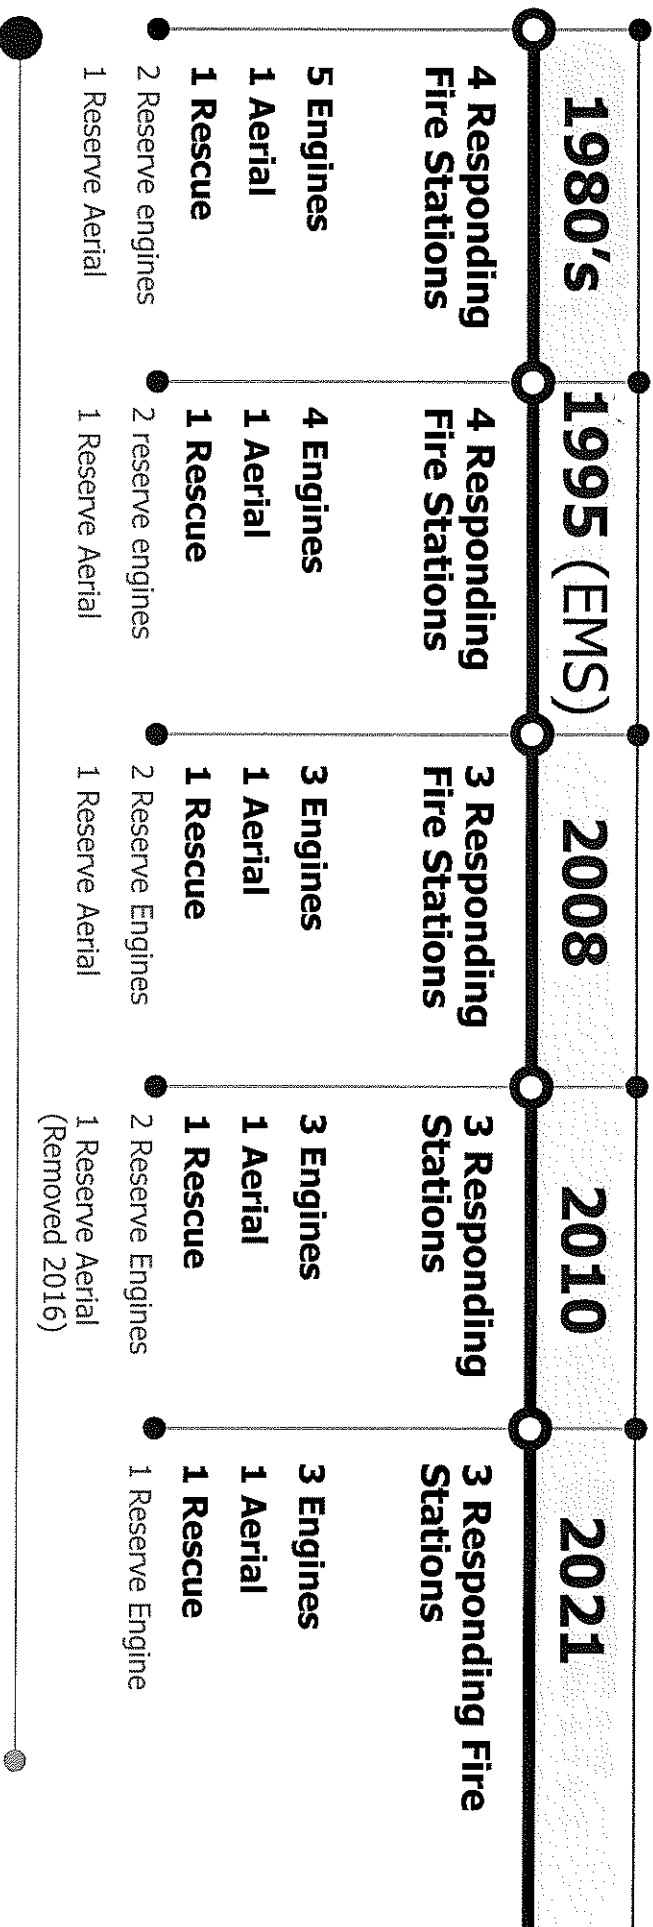 1980's
4 Responding
Fire Stations
5 Engines
1 Aerial
1 Rescue
2 Reserve engines
1 Reserve Aerial
1995 (EMS)
4 Responding
Fire Stations
4 Engines
1 Aerial
1 Rescue
2 reserve engines
1 Reserve Aerial
2008
3 Responding
Fire Stations
3 Engines
1 Aerial
1 Rescue
2 Reserve Engines
1 Reserve Aerial
2010
3 Responding
Stations
3 Engines
1 Aerial
1 Rescue
2 Reserve Engines
1 Reserve Aerial
(Removed 2016)
2021
3 Responding Fire
Stations
3 Engines
1 Aerial
1 Rescue
1 Reserve Engine